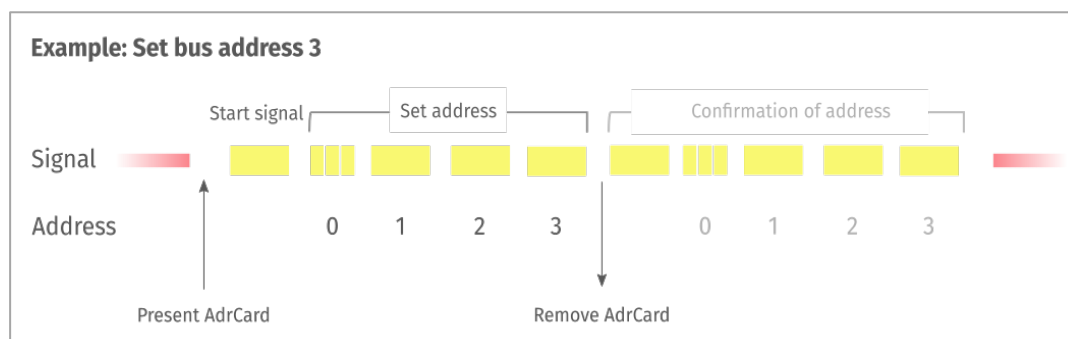 Example: Set bus address 3
Start signal Set address Confirmation of address
Signal
Address 0 1 2 3 0 1 2 3
Present AdrCard Remove AdrCard